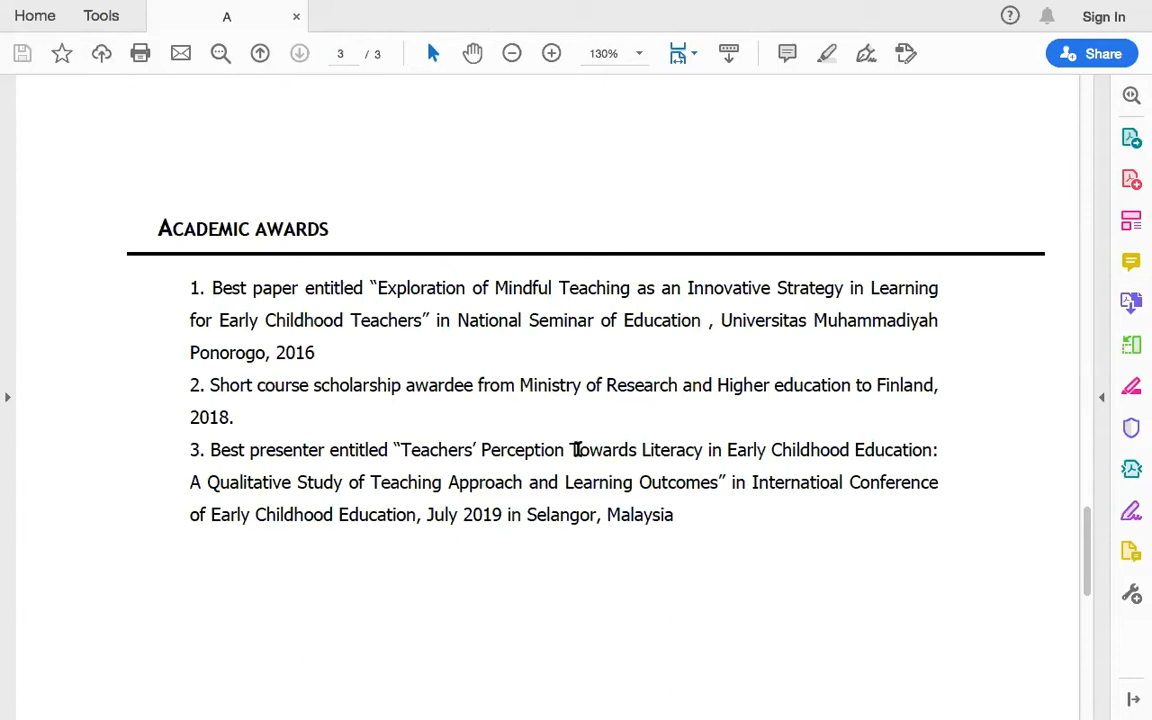 Home Tools A × Sign In
3 / 3 130% Share
ACADEMIC AWARDS
1. Best paper entitled “Exploration of Mindful Teaching as an Innovative Strategy in Learning
for Early Childhood Teachers” in National Seminar of Education , Universitas Muhammadiyah
Ponorogo, 2016
2. Short course scholarship awardee from Ministry of Research and Higher education to Finland,
2018.
3. Best presenter entitled “Teachers’ Perception Towards Literacy in Early Childhood Education:
A Qualitative Study of Teaching Approach and Learning Outcomes” in Internatioal Conference
of Early Childhood Education, July 2019 in Selangor, Malaysia